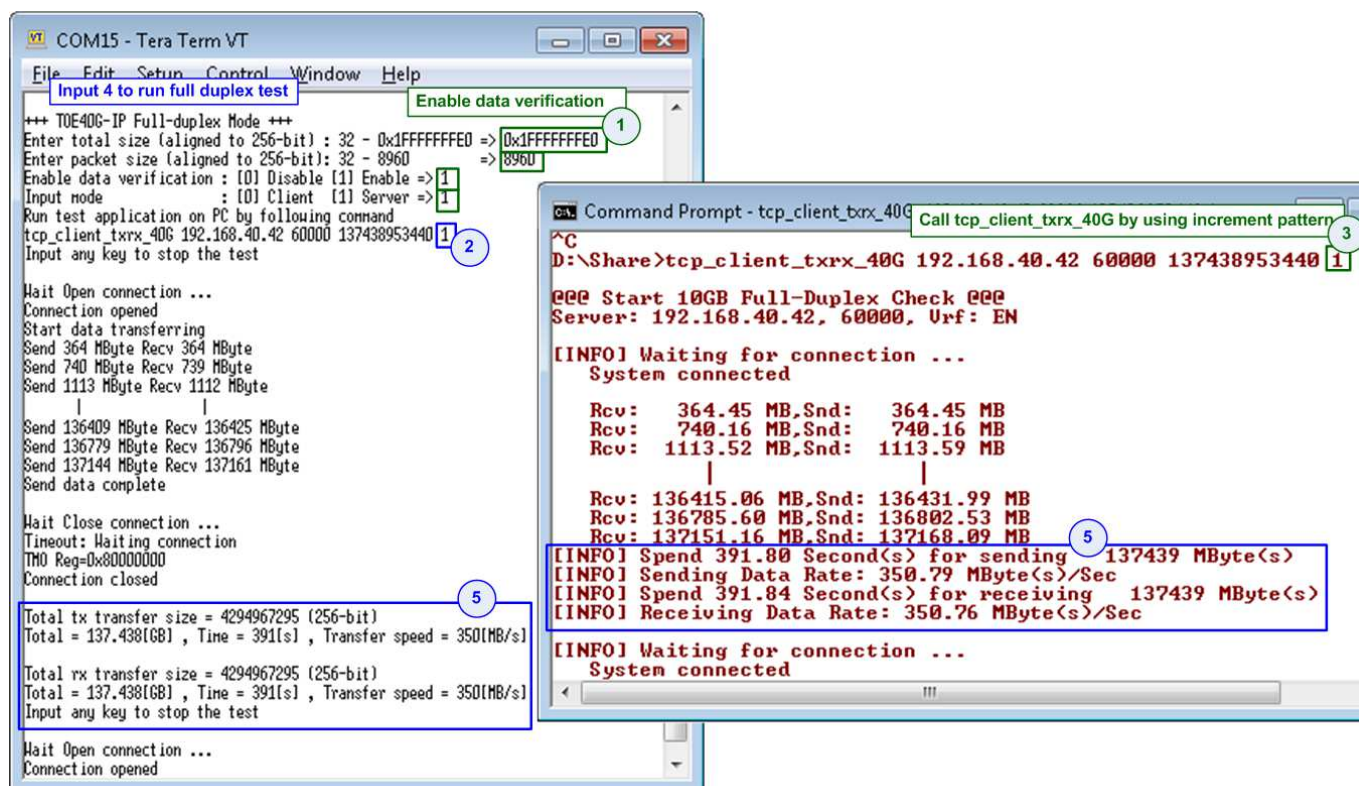 COM15 - Tera Term VT
File Edit Setup Control Window Help
Input 4 to run full duplex test
Enable data verification
1
+++ TOE40G-IP Full-duplex Mode +++
Enter total size (aligned to 256-bit) : 32 - 0x1FFFFFFFE0 => 0x1FFFFFFFE0
Enter packet size (aligned to 256-bit): 32 - 8960 => 8960
Enable data verification : [0] Disable [1] Enable => 1
Input mode : [0] Client [1] Server => 1
Run test application on PC by following command
tcp_client_txrx_40G 192.168.40.42 60000 137438953440 1
2
Input any key to stop the test
Wait Open connection ...
Connection opened
Start data transferring
Send 364 MByte Recv 364 MByte
Send 740 MByte Recv 739 MByte
Send 1113 MByte Recv 1112 MByte
| |
Send 136409 MByte Recv 136425 MByte
Send 136779 MByte Recv 136796 MByte
Send 137144 MByte Recv 137161 MByte
Send data complete
Wait Close connection ...
Timeout: Waiting connection
TMO Reg=0x80000000
Connection closed
5
Total tx transfer size = 4294967295 (256-bit)
Total = 137.438[GB] , Time = 391[s] , Transfer speed = 350[MB/s]
Total rx transfer size = 4294967295 (256-bit)
Total = 137.438[GB] , Time = 391[s] , Transfer speed = 350[MB/s]
Input any key to stop the test
Wait Open connection ...
Connection opened
Command Prompt - tcp_client_txrx_40G
Call tcp_client_txrx_40G by using increment pattern
3
^C
D:\Share>tcp_client_txrx_40G 192.168.40.42 60000 137438953440 1
@@@ Start 10GB Full-Duplex Check @@@
Server: 192.168.40.42, 60000, Vrf: EN
[INFO] Waiting for connection ...
System connected
Rcv: 364.45 MB,Snd: 364.45 MB
Rcv: 740.16 MB,Snd: 740.16 MB
Rcv: 1113.52 MB,Snd: 1113.59 MB
| |
Rcv: 136415.06 MB,Snd: 136431.99 MB
Rcv: 136785.60 MB,Snd: 136802.53 MB
Rcv: 137151.16 MB,Snd: 137168.09 MB
5
[INFO] Spend 391.80 Second(s) for sending 137439 MByte(s)
[INFO] Sending Data Rate: 350.79 MByte(s)/Sec
[INFO] Spend 391.84 Second(s) for receiving 137439 MByte(s)
[INFO] Receiving Data Rate: 350.76 MByte(s)/Sec
[INFO] Waiting for connection ...
System connected